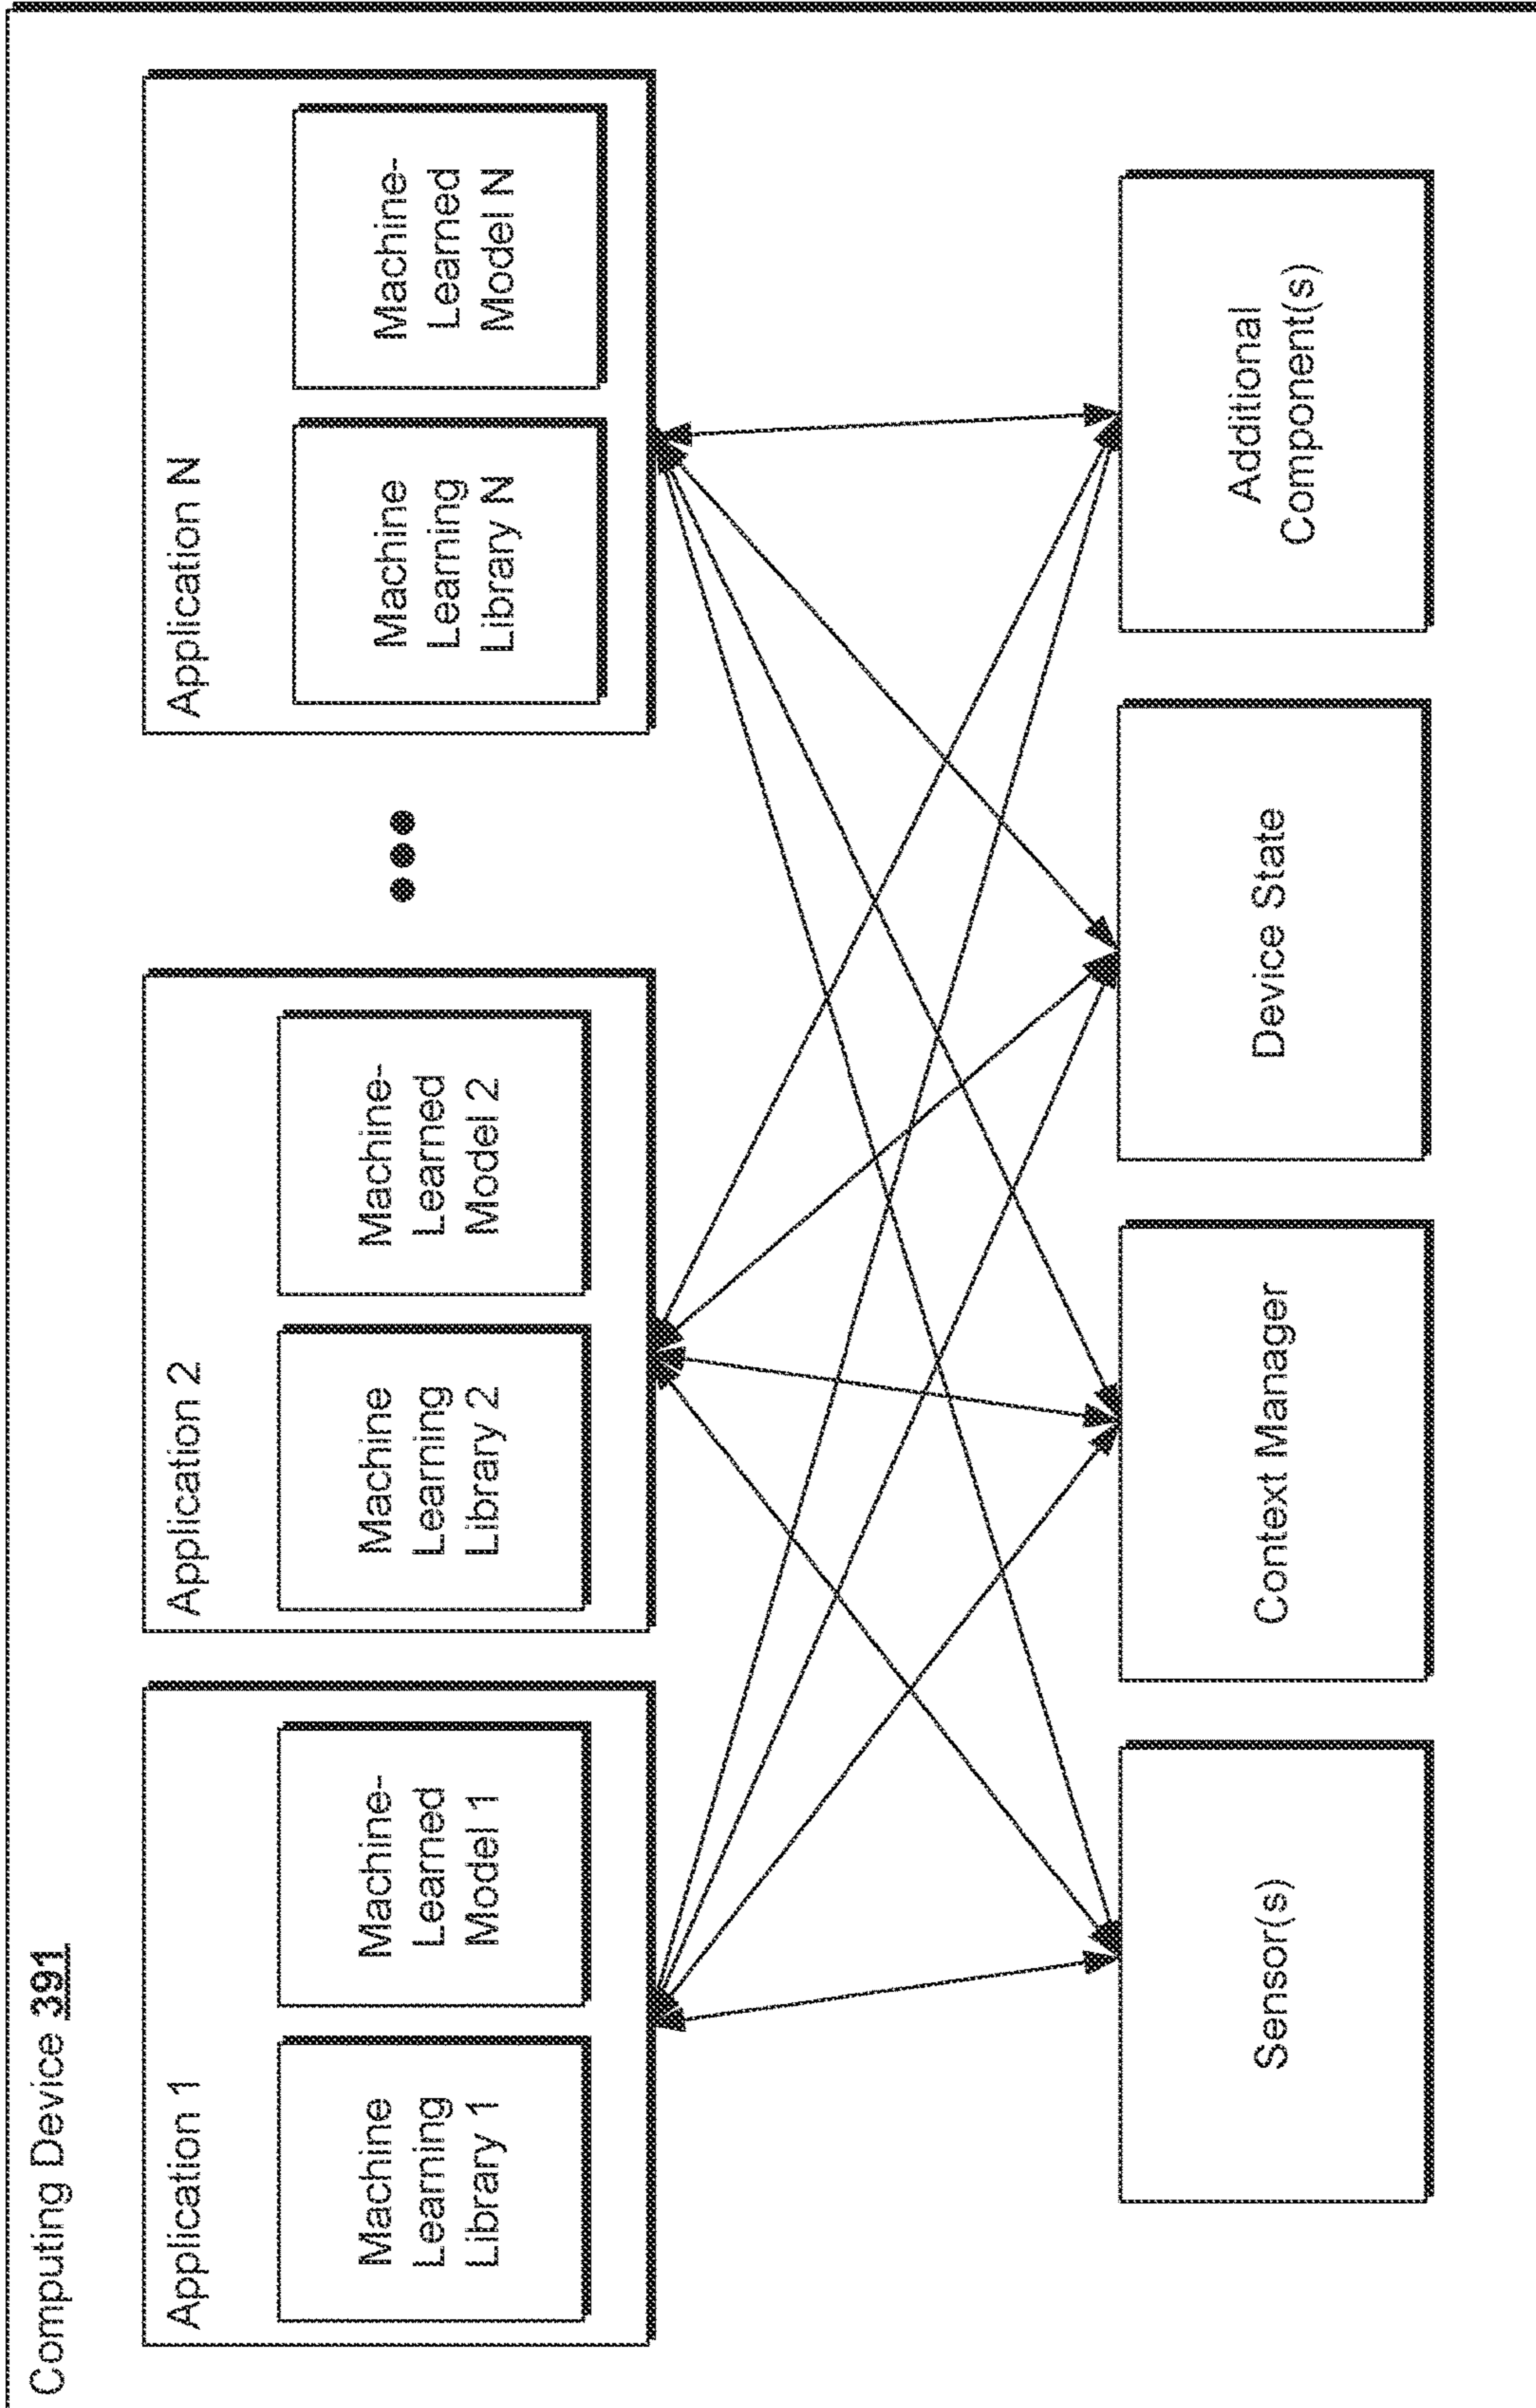 Computing Device 391
Application 1
Machine
Learning
Library 1
Machine-
Learned
Model 1
Application 2
Machine
Learning
Library 2
Machine-
Learned
Model 2
Application N
Machine
Learning
Library N
Machine-
Learned
Model N
Sensor(s)
Context Manager
Device State
Additional
Component(s)